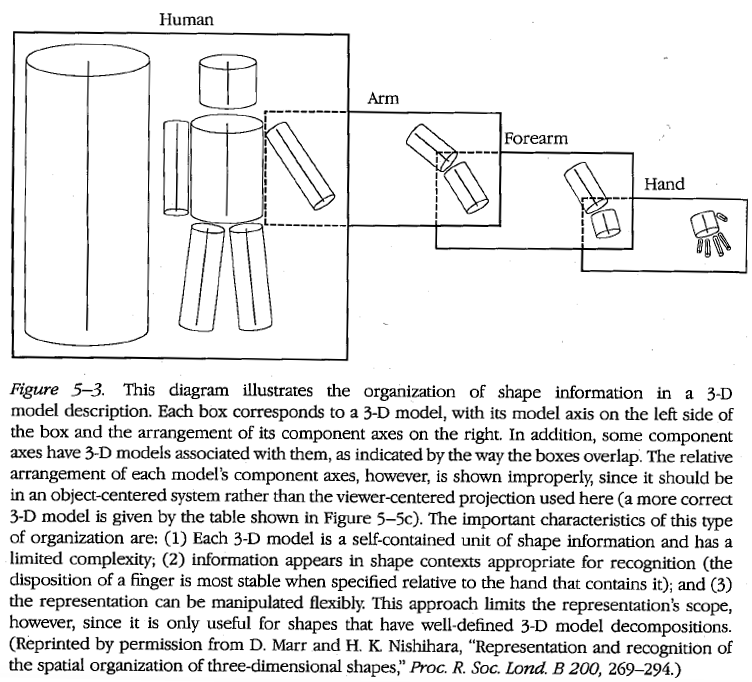 Human
Arm
Forearm
Hand
Figure 5–3. This diagram illustrates the organization of shape information in a 3-D
model description. Each box corresponds to a 3-D model, with its model axis on the left side of
the box and the arrangement of its component axes on the right. In addition, some component
axes have 3-D models associated with them, as indicated by the way the boxes overlap. The relative
arrangement of each model's component axes, however, is shown improperly, since it should be
in an object-centered system rather than the viewer-centered projection used here (a more correct
3-D model is given by the table shown in Figure 5–5c). The important characteristics of this type
of organization are: (1) Each 3-D model is a self-contained unit of shape information and has a
limited complexity; (2) information appears in shape contexts appropriate for recognition (the
disposition of a finger is most stable when specified relative to the hand that contains it); and (3)
the representation can be manipulated flexibly. This approach limits the representation's scope,
however, since it is only useful for shapes that have well-defined 3-D model decompositions.
(Reprinted by permission from D. Marr and H. K. Nishihara, "Representation and recognition of
the spatial organization of three-dimensional shapes," Proc. R. Soc. Lond. B 200, 269–294.)